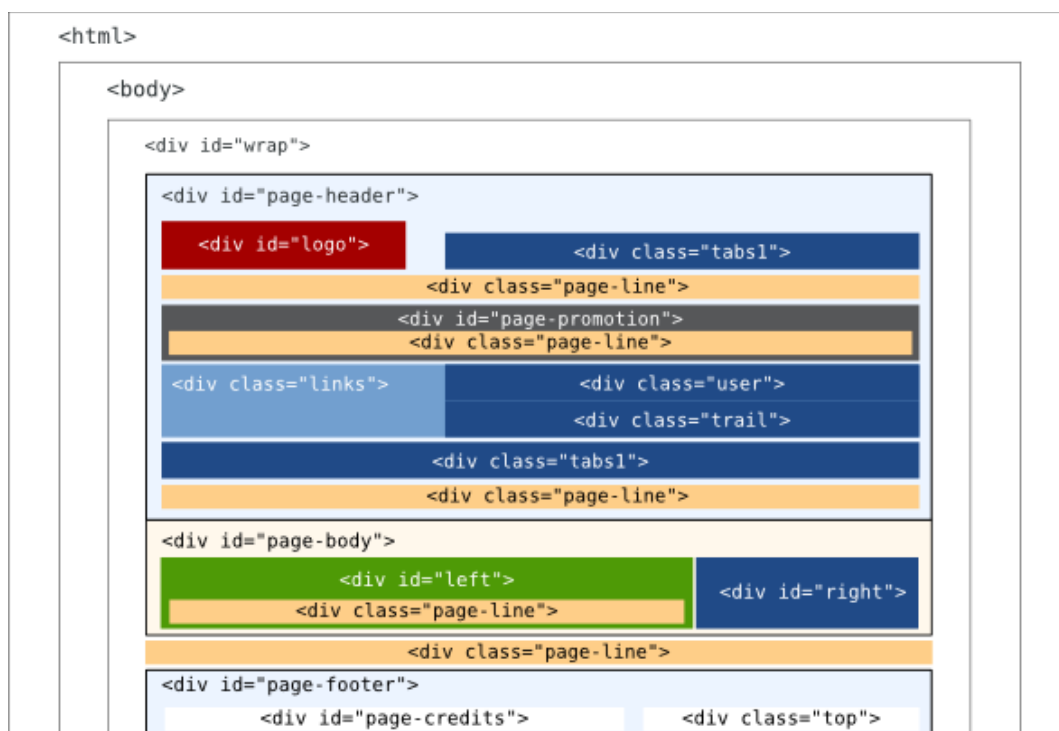 <html>
<body>
<div id="wrap">
<div id="page-header">
<div id="logo">
<div class="tabs1">
<div class="page-line">
<div id="page-promotion">
<div class="page-line">
<div class="links">
<div class="user">
<div class="trail">
<div class="tabs1">
<div class="page-line">
<div id="page-body">
<div id="left">
<div class="page-line">
<div id="right">
<div class="page-line">
<div id="page-footer">
<div id="page-credits">
<div class="top">